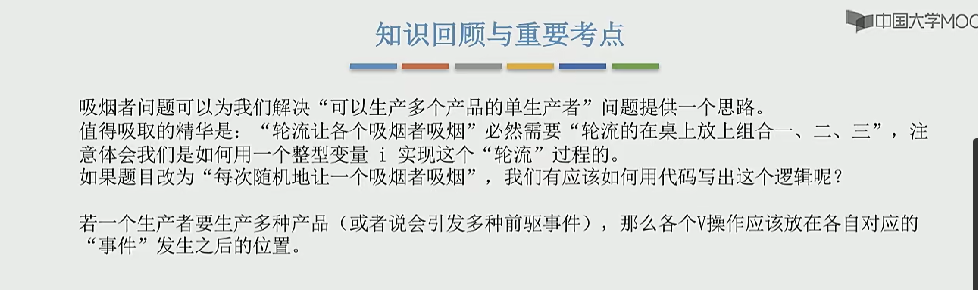 中国大学MOO
知识回顾与重要考点
吸烟者问题可以为我们解决“可以生产多个产品的单生产者”问题提供一个思路。
值得吸取的精华是：“轮流让各个吸烟者吸烟”必然需要“轮流的在桌上放上组合一、二、三”，注
意体会我们是如何用一个整型变量 i 实现这个“轮流”过程的。
如果题目改为“每次随机地让一个吸烟者吸烟”，我们有应该如何用代码写出这个逻辑呢？
若一个生产者要生产多种产品（或者说会引发多种前驱事件），那么各个V操作应该放在各自对应的
“事件”发生之后的位置。